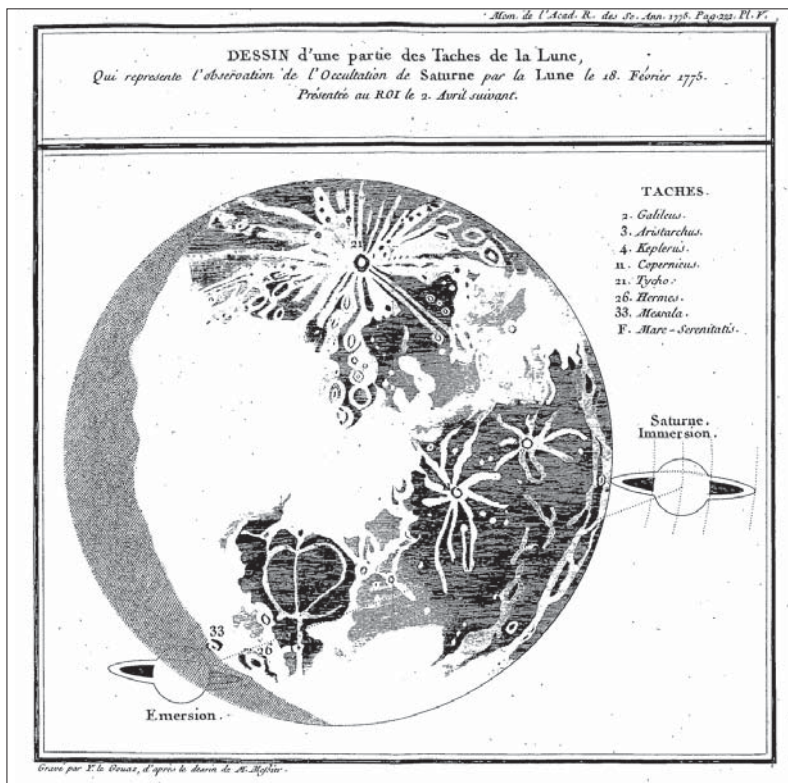 Mem. de l'Acad. R. des Sc. Ann. 1775. Pag. 222. Pl. V.
DESSIN d'une partie des Taches de la Lune,
Qui represente l'observation de l'Occultation de Saturne par la Lune le 18. Février 1775.
Présentée au ROI le 2. Avril suivant.
TACHES.
2. Galileus.
3. Aristarchus.
4. Keplerus.
11. Copernicus.
21. Tycho.
26. Hermes.
33. Messala.
F. Mare-Serenitatis.
21
Saturne.
Immersion.
33
26
Emersion.
Gravé par Y. le Gouaz, d'après le dessin de M. Messier.